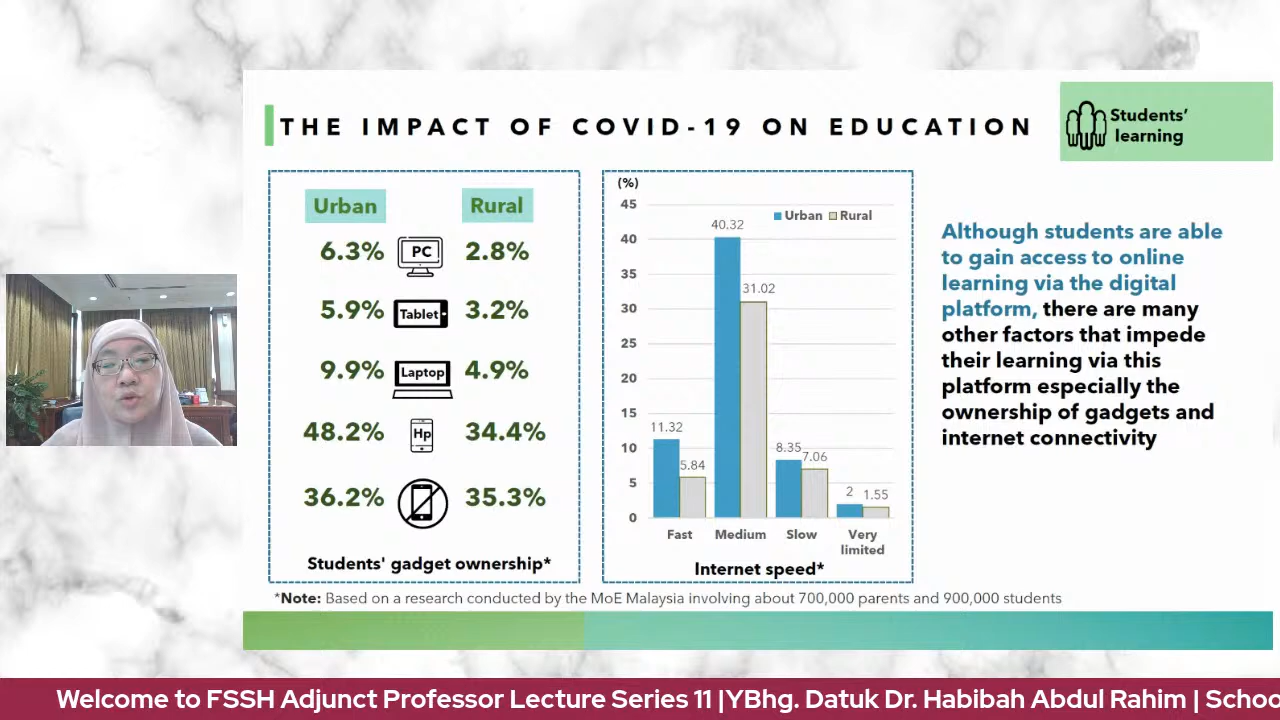 THE IMPACT OF COVID-19 ON EDUCATION
Students'
learning
Urban
Rural
6.3% PC 2.8%
5.9% Tablet 3.2%
9.9% Laptop 4.9%
48.2% Hp 34.4%
36.2% 35.3%
Students' gadget ownership*
(%)
45
40
35
30
25
20
15
10
5
0
Urban Rural
40.32
31.02
11.32
5.84
8.35
7.06
2
1.55
Fast
Medium
Slow
Very
limited
Internet speed*
Although students are able
to gain access to online
learning via the digital
platform, there are many
other factors that impede
their learning via this
platform especially the
ownership of gadgets and
internet connectivity
*Note: Based on a research conducted by the MoE Malaysia involving about 700,000 parents and 900,000 students
Welcome to FSSH Adjunct Professor Lecture Series 11 |YBhg. Datuk Dr. Habibah Abdul Rahim |